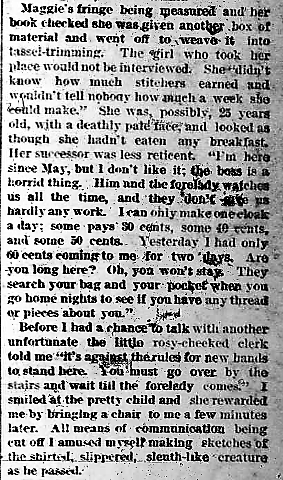 Maggie's fringe being measured and her
book checked she was given another box of
material and went off to weave it into
tassel-trimming. The girl who took her
place would not be interviewed. She "didn't
know how much stitchers earned and
wouldn't tell nobody how much a week she
could make." She was, possibly, 25 years
old, with a deathly pale face, and looked as
though she hadn't eaten any breakfast.
Her successor was less reticent. "I'm here
since May, but I don't like it; the boss is a
horrid thing. Him and the forelady watches
us all the time, and they don't give us
hardly any work. I can only make one cloak
a day; some pays 30 cents, some 40 cents,
and some 50 cents. Yesterday I had only
60 cents coming to me for two days. Are
you long here? Oh, you won't stay. They
search your bag and your pocket when you
go home nights to see if you have any thread
or pieces about you."
Before I had a chance to talk with another
unfortunate the little rosy-cheeked clerk
told me "it's against the rules for new hands
to stand here. You must go over by the
stairs and wait till the forelady comes." I
smiled at the pretty child and she rewarded
me by bringing a chair to me a few minutes
later. All means of communication being
cut off I amused myself making sketches of
the shirted, slippered, sleuth-like creature
as he passed.